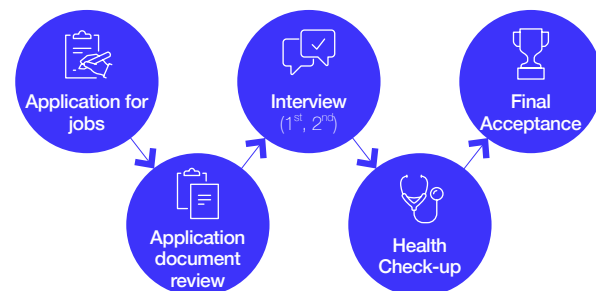 Application for
jobs
Application
document
review
Interview
(1st, 2nd)
Health
Check-up
Final
Acceptance